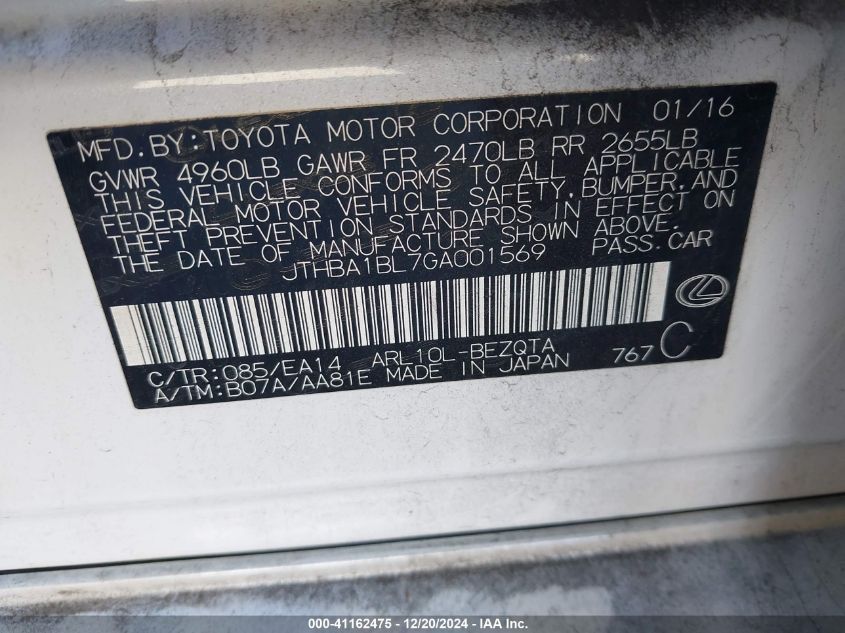 MFD.BY:TOYOTA MOTOR CORPORATION 01/16
GVWR 4960LB GAWR FR 2470LB RR 2655LB
THIS VEHICLE CONFORMS TO ALL APPLICABLE
FEDERAL MOTOR VEHICLE SAFETY,BUMPER,AND
THEFT PREVENTION STANDARDS IN EFFECT ON
THE DATE OF MANUFACTURE SHOWN ABOVE.
JTHBA1BL7GA001569 PASS.CAR
C/TR:085/EA14 ARL10L-BEZQTA 767 C
A/TM:B07A/AA81E MADE IN JAPAN
000-41162475 - 12/20/2024 - IAA Inc.